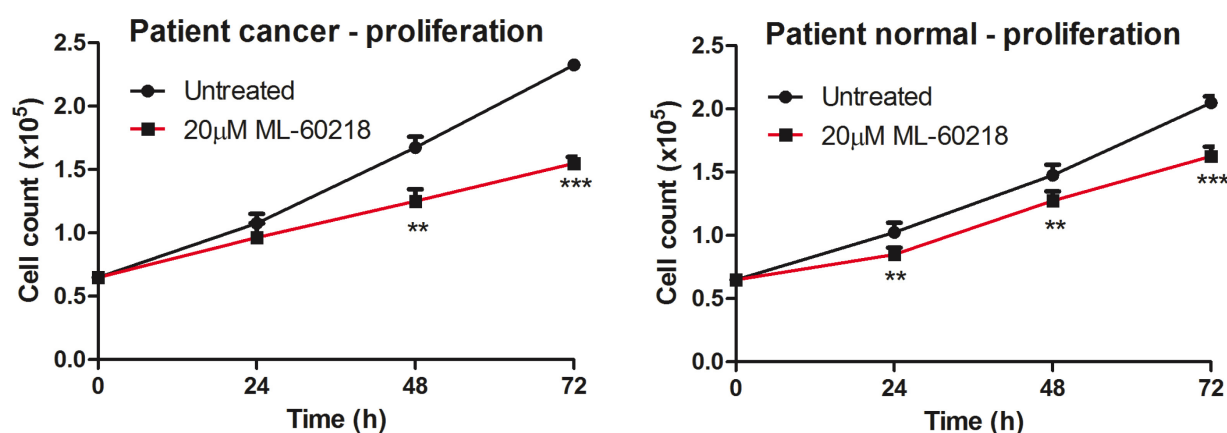 Patient cancer - proliferation
Untreated
20μM ML-60218
Cell count (x10⁵)
2.5
2.0
1.5
1.0
0.5
0.0
**
***
0 24 48 72
Time (h)
Patient normal - proliferation
Untreated
20μM ML-60218
Cell count (x10⁵)
2.5
2.0
1.5
1.0
0.5
0.0
**
**
***
0 24 48 72
Time (h)